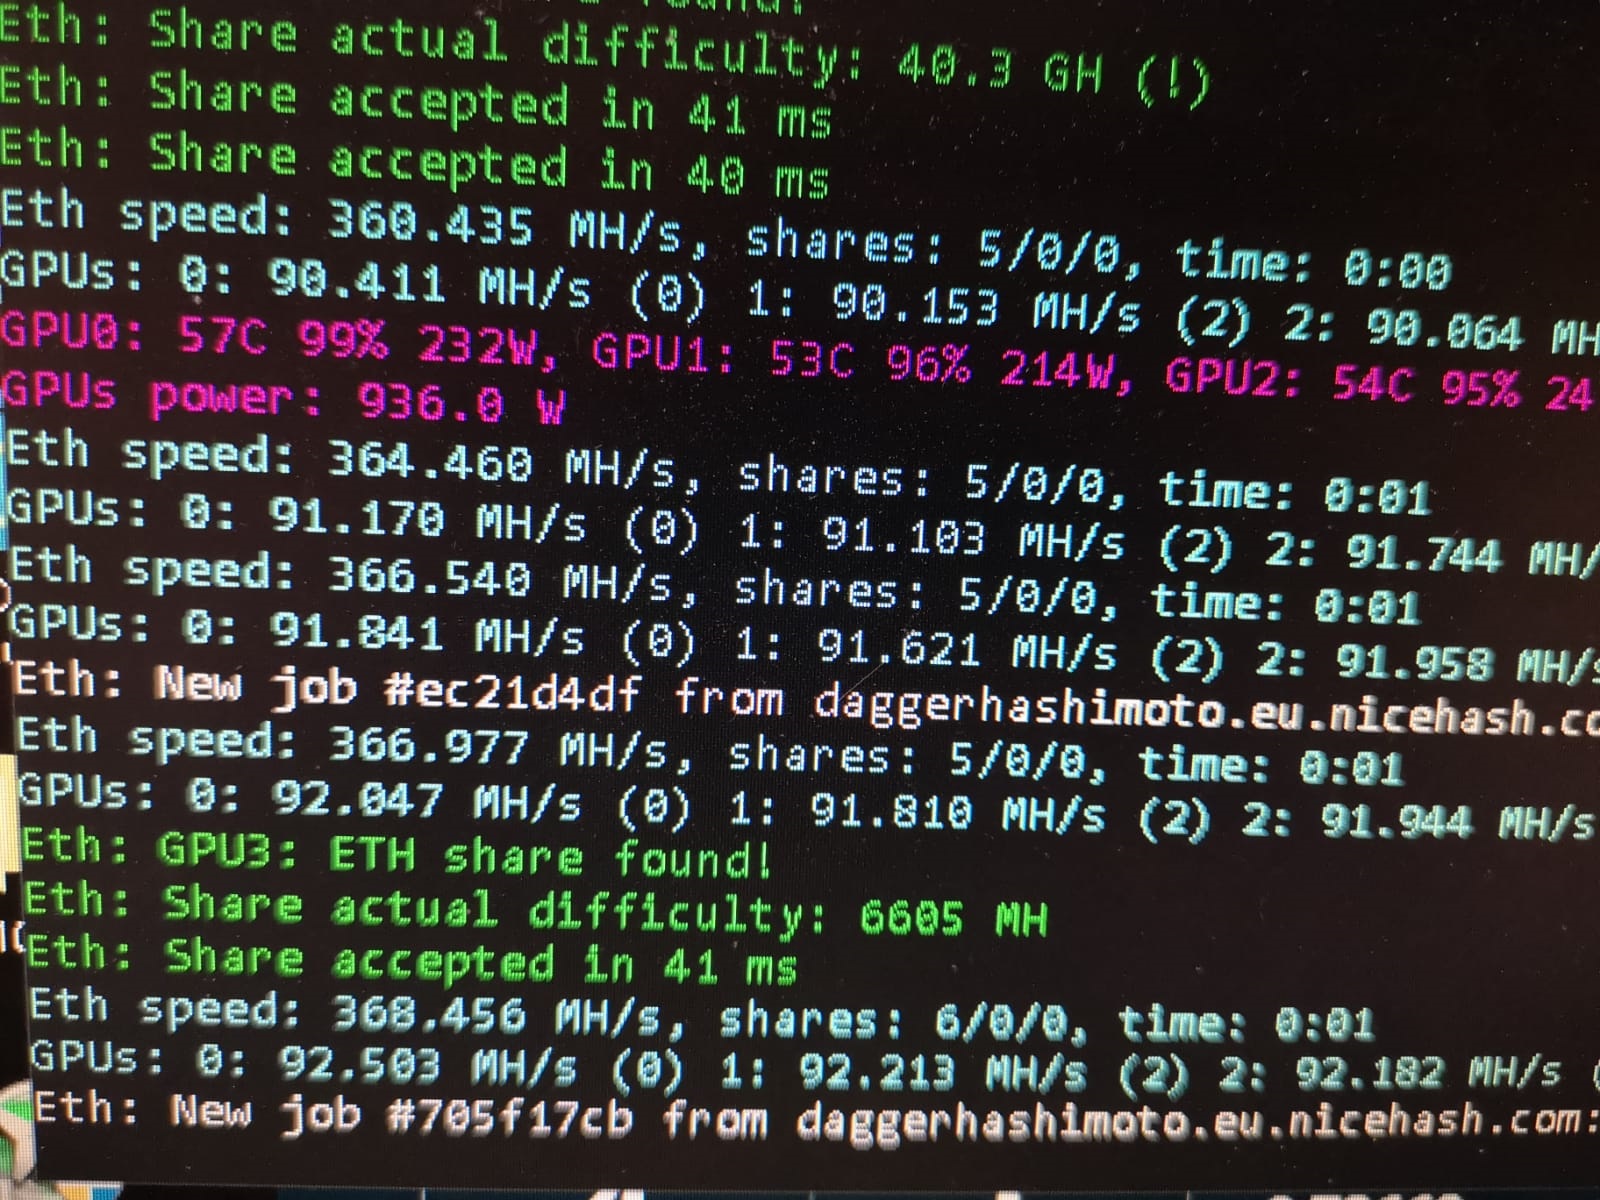 Eth: Share actual difficulty: 40.3 GH (!)
Eth: Share accepted in 41 ms
Eth: Share accepted in 40 ms
Eth speed: 360.435 MH/s, shares: 5/0/0, time: 0:00
GPUs: 0: 90.411 MH/s (0) 1: 90.153 MH/s (2) 2: 90.064 MH
GPU0: 57C 99% 232W, GPU1: 53C 96% 214W, GPU2: 54C 95% 24
GPUs power: 936.0 W
Eth speed: 364.460 MH/s, shares: 5/0/0, time: 0:01
GPUs: 0: 91.170 MH/s (0) 1: 91.103 MH/s (2) 2: 91.744 MH/
Eth speed: 366.540 MH/s, shares: 5/0/0, time: 0:01
GPUs: 0: 91.841 MH/s (0) 1: 91.621 MH/s (2) 2: 91.958 MH/s
Eth: New job #ec21d4df from daggerhashimoto.eu.nicehash.co
Eth speed: 366.977 MH/s, shares: 5/0/0, time: 0:01
GPUs: 0: 92.047 MH/s (0) 1: 91.810 MH/s (2) 2: 91.944 MH/s
Eth: GPU3: ETH share found!
Eth: Share actual difficulty: 6605 MH
Eth: Share accepted in 41 ms
Eth speed: 368.456 MH/s, shares: 6/0/0, time: 0:01
GPUs: 0: 92.503 MH/s (0) 1: 92.213 MH/s (2) 2: 92.182 MH/s (
Eth: New job #705f17cb from daggerhashimoto.eu.nicehash.com: